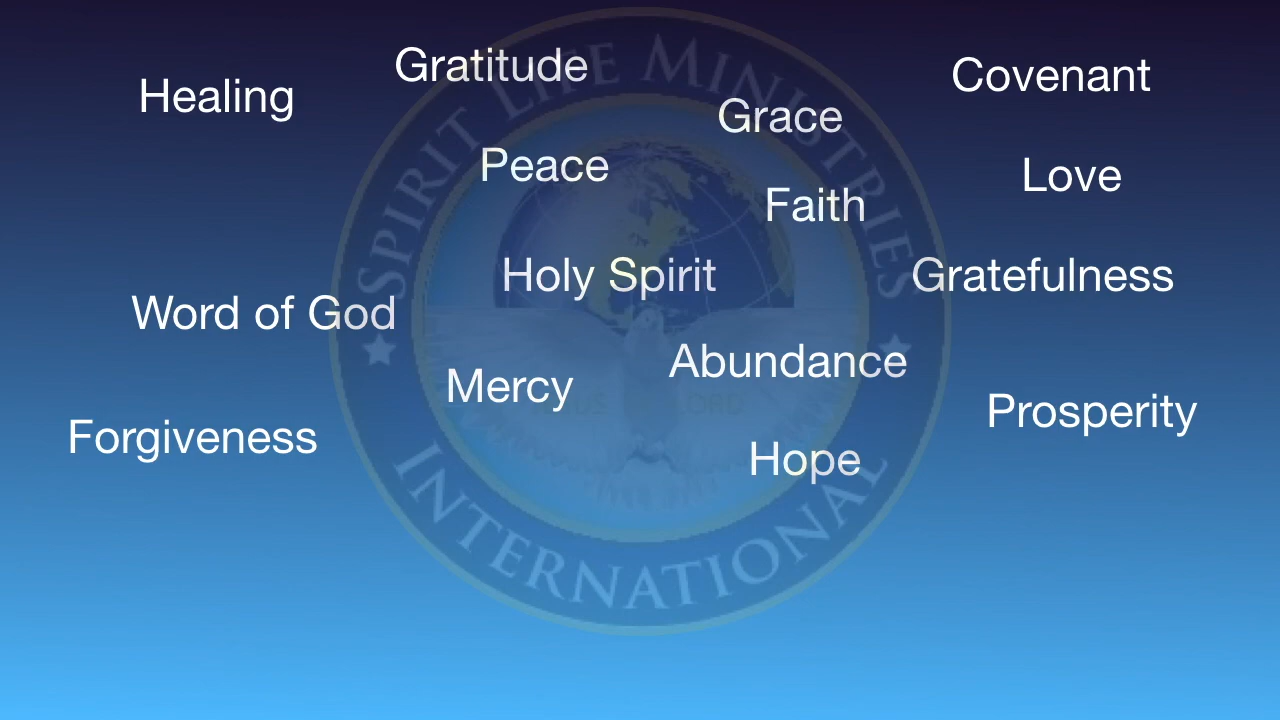 Gratitude
Covenant
Healing
Grace
Peace
Love
Faith
Holy Spirit
Gratefulness
Word of God
Abundance
Mercy
Prosperity
Forgiveness
Hope
SPIRIT LIFE MINISTRIES
INTERNATIONAL